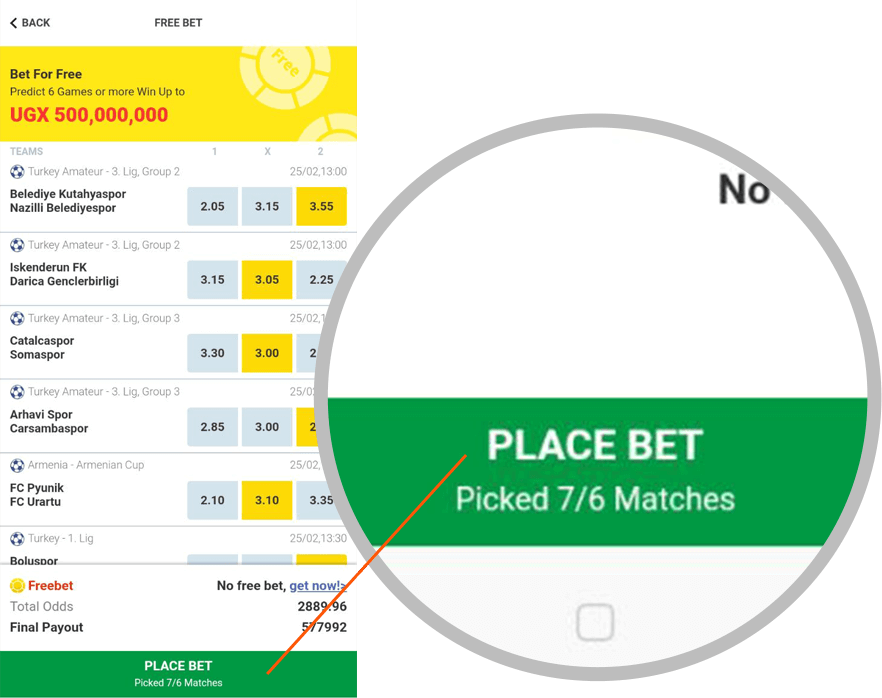 BACK FREE BET
Free
Bet For Free
Predict 6 Games or more Win Up to
UGX 500,000,000
TEAMS 1 X 2
Turkey Amateur - 3. Lig, Group 2 25/02,13:00
Belediye Kutahyaspor
Nazilli Belediyespor
2.05 3.15 3.55
Turkey Amateur - 3. Lig, Group 2 25/02,13:00
Iskenderun FK
Darica Genclerbirligi
3.15 3.05 2.25
Turkey Amateur - 3. Lig, Group 3 25/02,1
Catalcaspor
Somaspor
3.30 3.00 2
Turkey Amateur - 3. Lig, Group 3 25/02
Arhavi Spor
Carsambaspor
2.85 3.00 2
Armenia - Armenian Cup 25/02,
FC Pyunik
FC Urartu
2.10 3.10 3.35
Turkey - 1. Lig 25/02,13:30
Boluspor
Freebet No free bet, get now!>
Total Odds 2889.96
Final Payout 577992
PLACE BET
Picked 7/6 Matches
No
PLACE BET
Picked 7/6 Matches